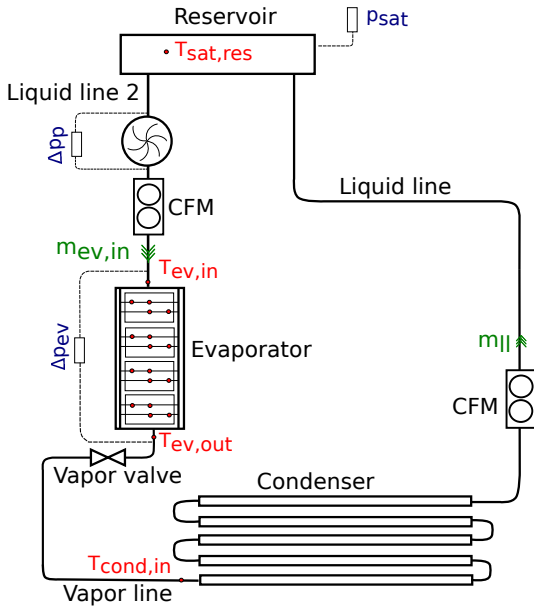 Reservoir
psat
Tsat,res
Liquid line 2
Δpp
CFM
Liquid line
mev,in
Tev,in
Δpev
Evaporator
mll
CFM
Tev,out
Vapor valve
Condenser
Tcond,in
Vapor line